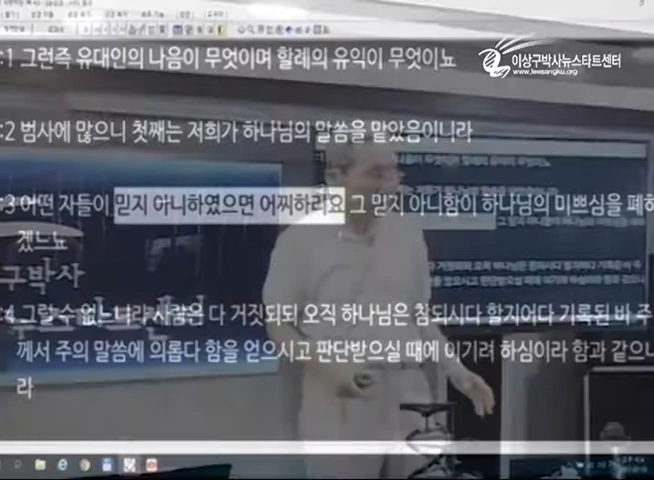 이상구박사뉴스타트센터
www.leesangku.org
:1 그런즉 유대인의 나음이 무엇이며 할례의 유익이 무엇이뇨
:2 범사에 많으니 첫째는 저희가 하나님의 말씀을 맡았음이니라
:3 어떤 자들이 믿지 아니하였으면 어찌하리요 그 믿지 아니함이 하나님의 미쁘심을 폐하
겠느뇨
구박사
:4 그럴 수 없느니라 사람은 다 거짓되되 오직 하나님은 참되시다 할지어다 기록된 바 주
께서 주의 말씀에 의롭다 함을 얻으시고 판단받으실 때에 이기려 하심이라 함과 같으니
라